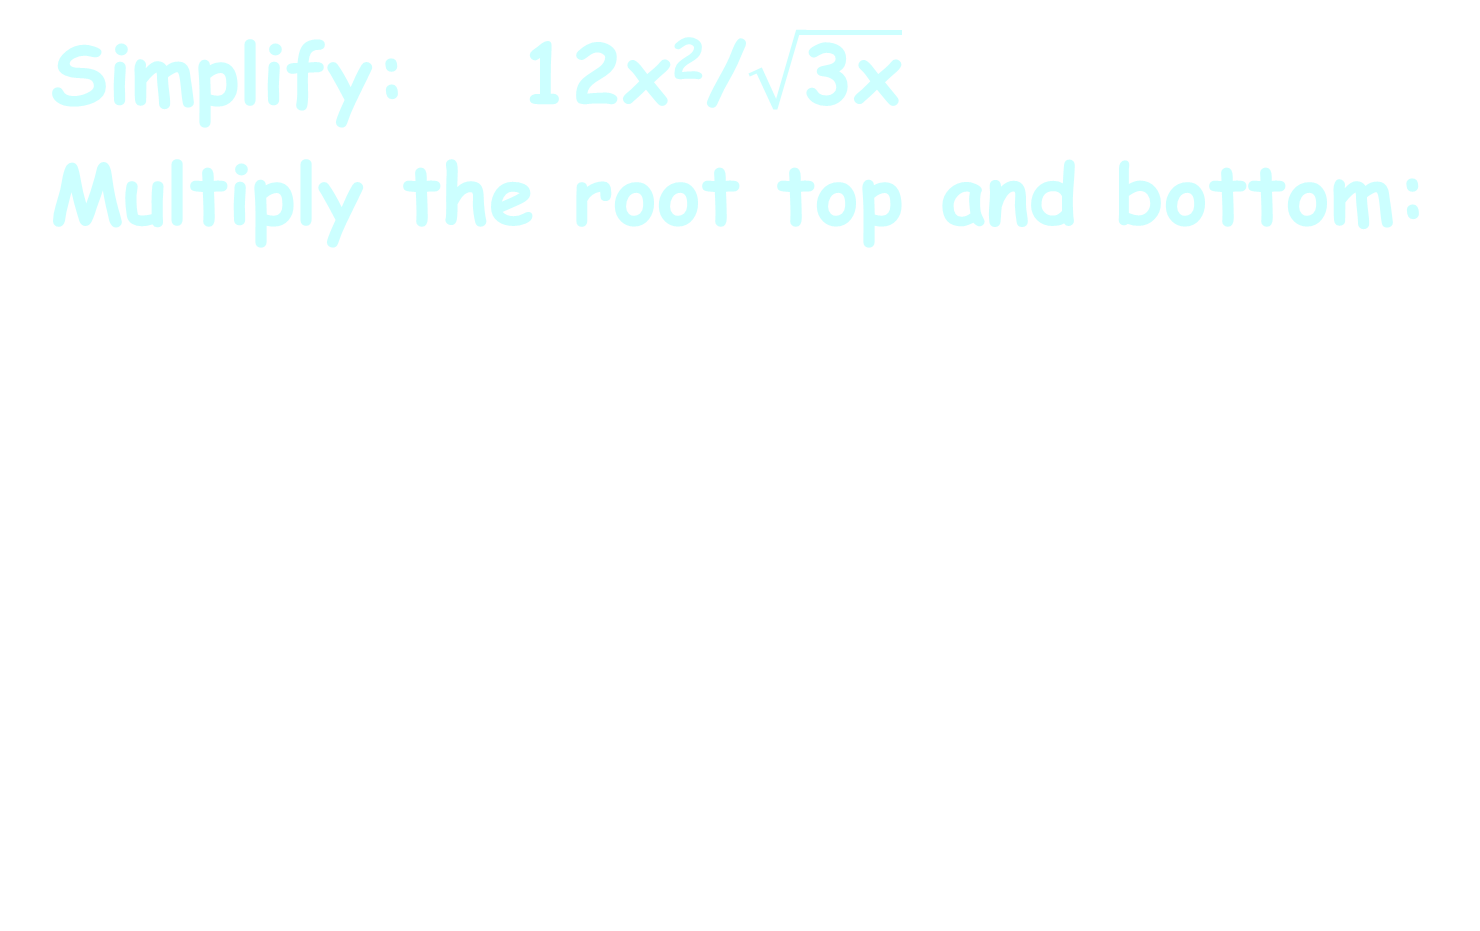 Simplify: 12x²/√3x
Multiply the root top and bottom: